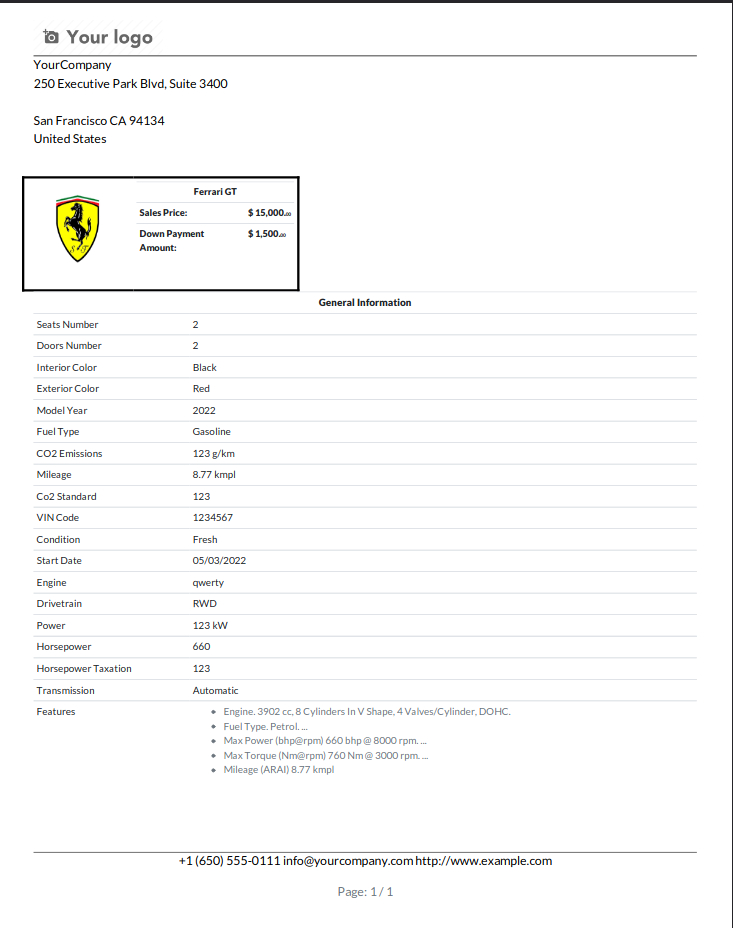 Your logo
YourCompany
250 Executive Park Blvd, Suite 3400
San Francisco CA 94134
United States
Ferrari GT
Sales Price: $ 15,000.00
Down Payment $ 1,500.00
Amount:
S F
General Information
Seats Number 2
Doors Number 2
Interior Color Black
Exterior Color Red
Model Year 2022
Fuel Type Gasoline
CO2 Emissions 123 g/km
Mileage 8.77 kmpl
Co2 Standard 123
VIN Code 1234567
Condition Fresh
Start Date 05/03/2022
Engine qwerty
Drivetrain RWD
Power 123 kW
Horsepower 660
Horsepower Taxation 123
Transmission Automatic
Features
Engine. 3902 cc, 8 Cylinders In V Shape, 4 Valves/Cylinder, DOHC.
Fuel Type. Petrol. ...
Max Power (bhp@rpm) 660 bhp @ 8000 rpm. ...
Max Torque (Nm@rpm) 760 Nm @ 3000 rpm. ...
Mileage (ARAI) 8.77 kmpl
+1 (650) 555-0111 info@yourcompany.com http://www.example.com
Page: 1 / 1